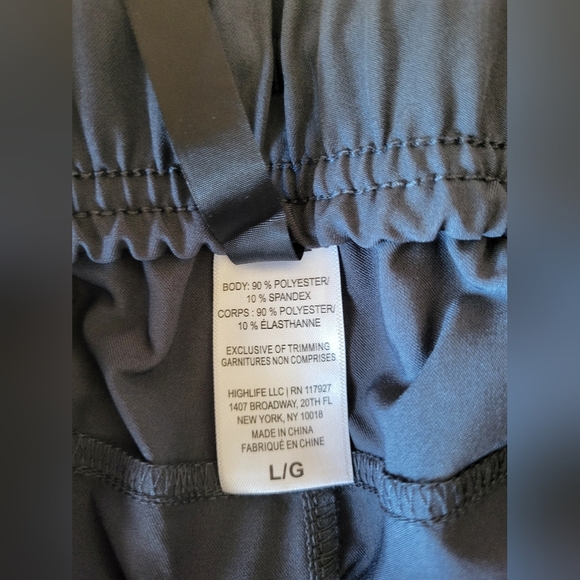 BODY: 90 % POLYESTER/
10 % SPANDEX
CORPS : 90 % POLYESTER/
10 % ÉLASTHANNE
EXCLUSIVE OF TRIMMING
GARNITURES NON COMPRISES
HIGHLIFE LLC | RN 117927
1407 BROADWAY, 20TH FL
NEW YORK, NY 10018
MADE IN CHINA
FABRIQUÉ EN CHINE
L/G